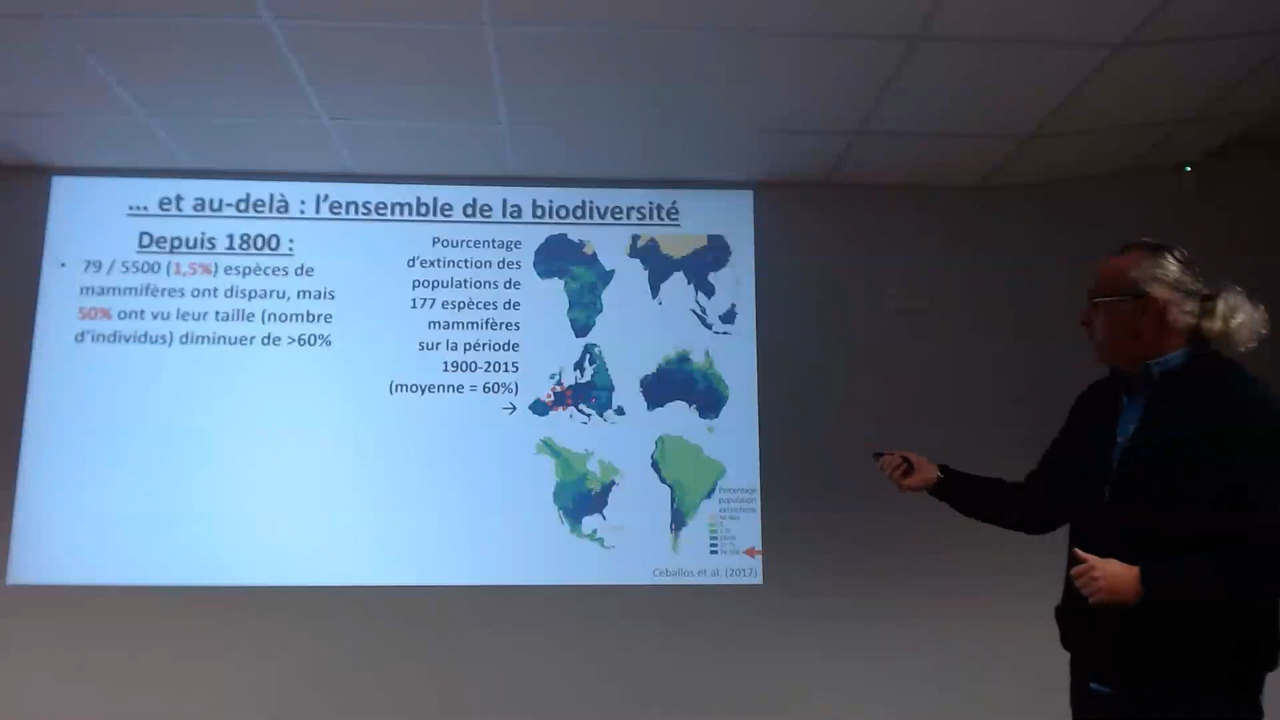 ... et au-delà : l'ensemble de la biodiversité
Depuis 1800 :
• 79 / 5500 (1,5%) espèces de
mammifères ont disparu, mais
50% ont vu leur taille (nombre
d'individus) diminuer de >60%
Pourcentage
d'extinction des
populations de
177 espèces de
mammifères
sur la période
1900-2015
(moyenne = 60%)
→
Percentage
population
extinctions
Ceballos et al. (2017)